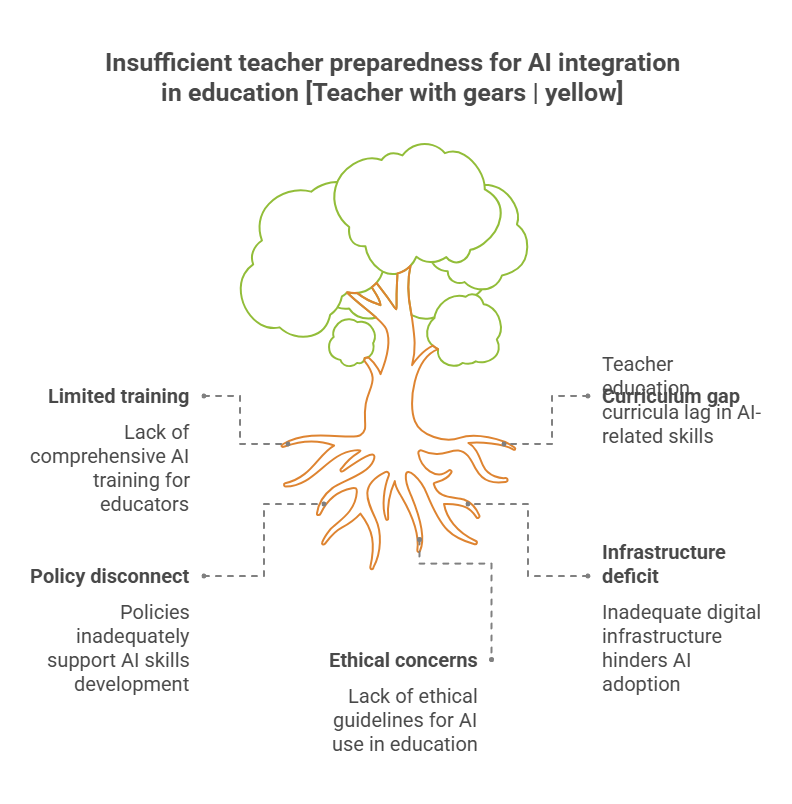 Insufficient teacher preparedness for AI integration
in education [Teacher with gears | yellow]
Limited training
Lack of
comprehensive AI
training for
educators
Curriculum gap
Teacher
education
curricula lag in AI-
related skills
Policy disconnect
Policies
inadequately
support AI skills
development
Infrastructure
deficit
Inadequate digital
infrastructure
hinders AI
adoption
Ethical concerns
Lack of ethical
guidelines for AI
use in education